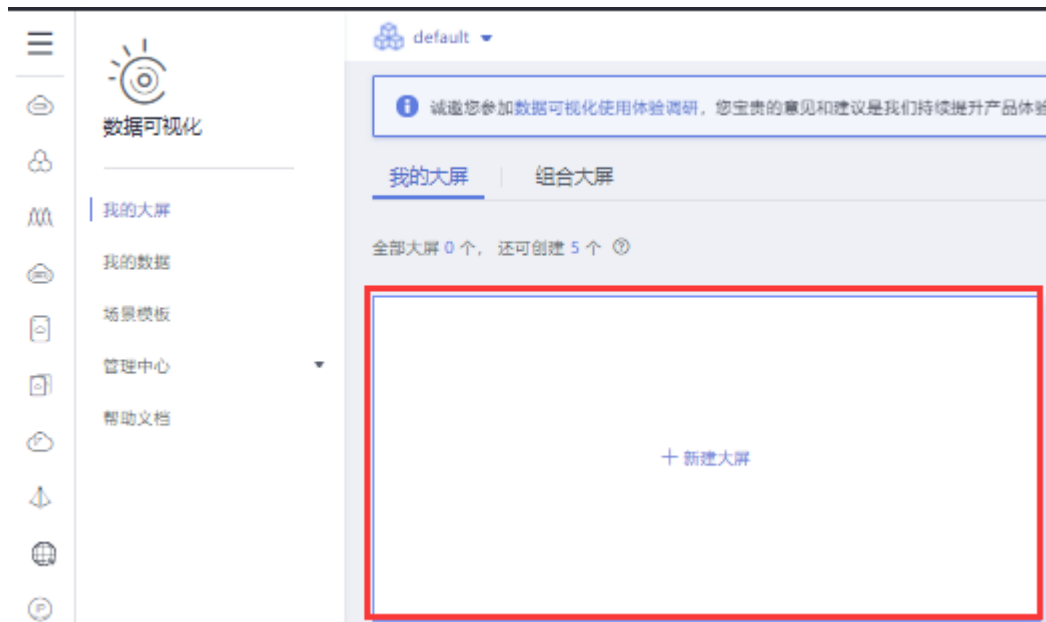 default
诚邀您参加数据可视化使用体验调研，您宝贵的意见和建议是我们持续提升产品体验
数据可视化
我的大屏
组合大屏
我的大屏
我的数据
场景模板
管理中心
帮助文档
全部大屏 0 个， 还可创建 5 个 ?
+ 新建大屏